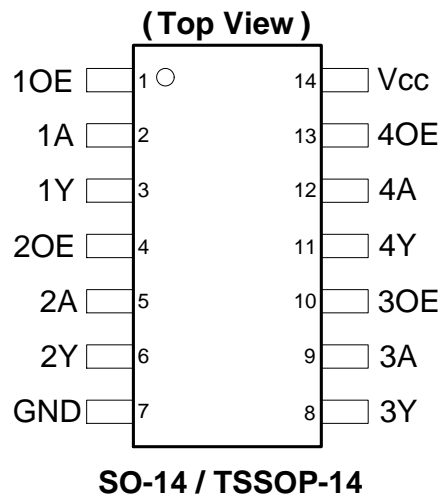 (Top View)
1OE 1 14 Vcc
1A 2 13 4OE
1Y 3 12 4A
2OE 4 11 4Y
2A 5 10 3OE
2Y 6 9 3A
GND 7 8 3Y
SO-14 / TSSOP-14